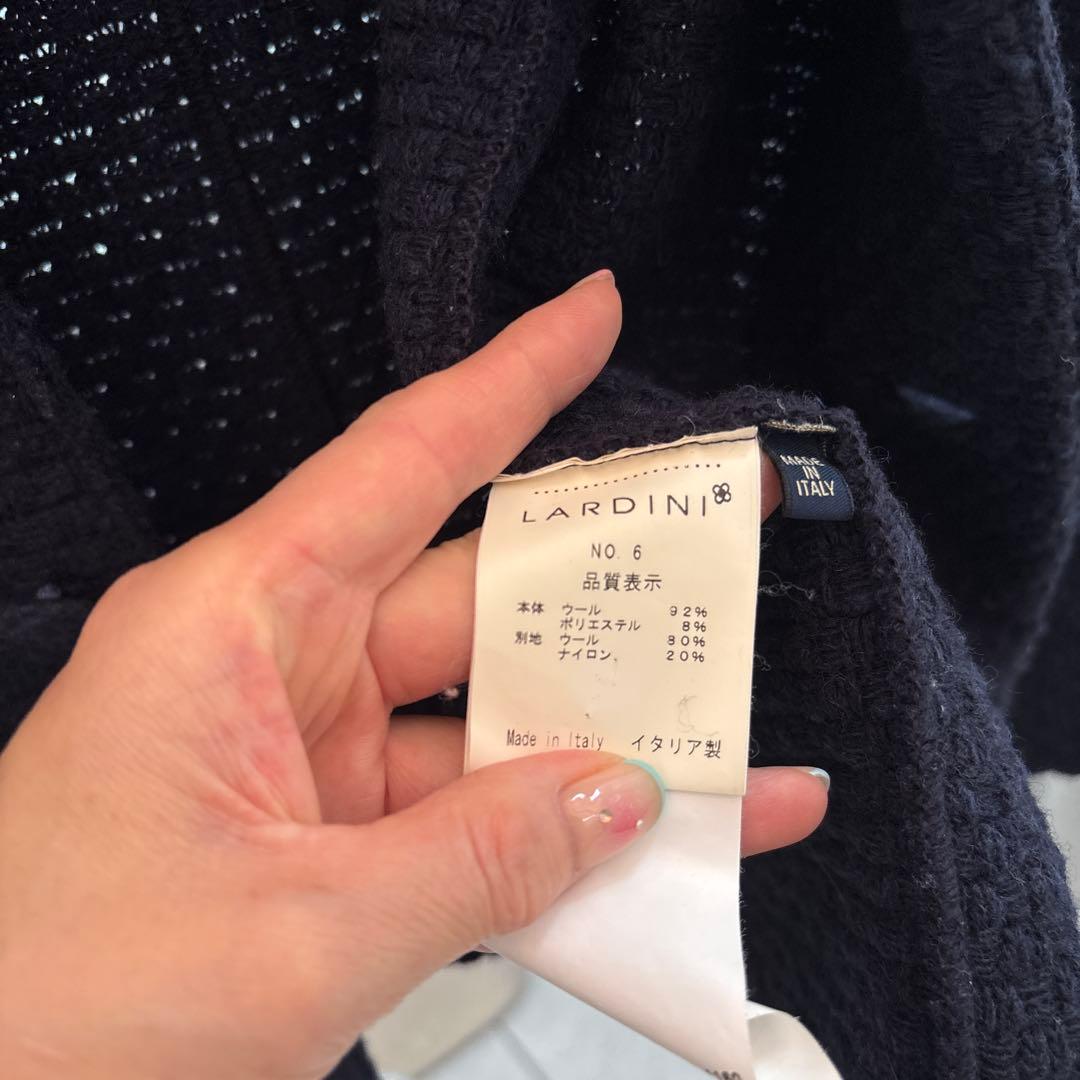 LARDINI
NO. 6
品質表示
本体 ウール 92%
ポリエステル 8%
別地 ウール 80%
ナイロン 20%
Made in Italy イタリア製
MADE
IN
ITALY